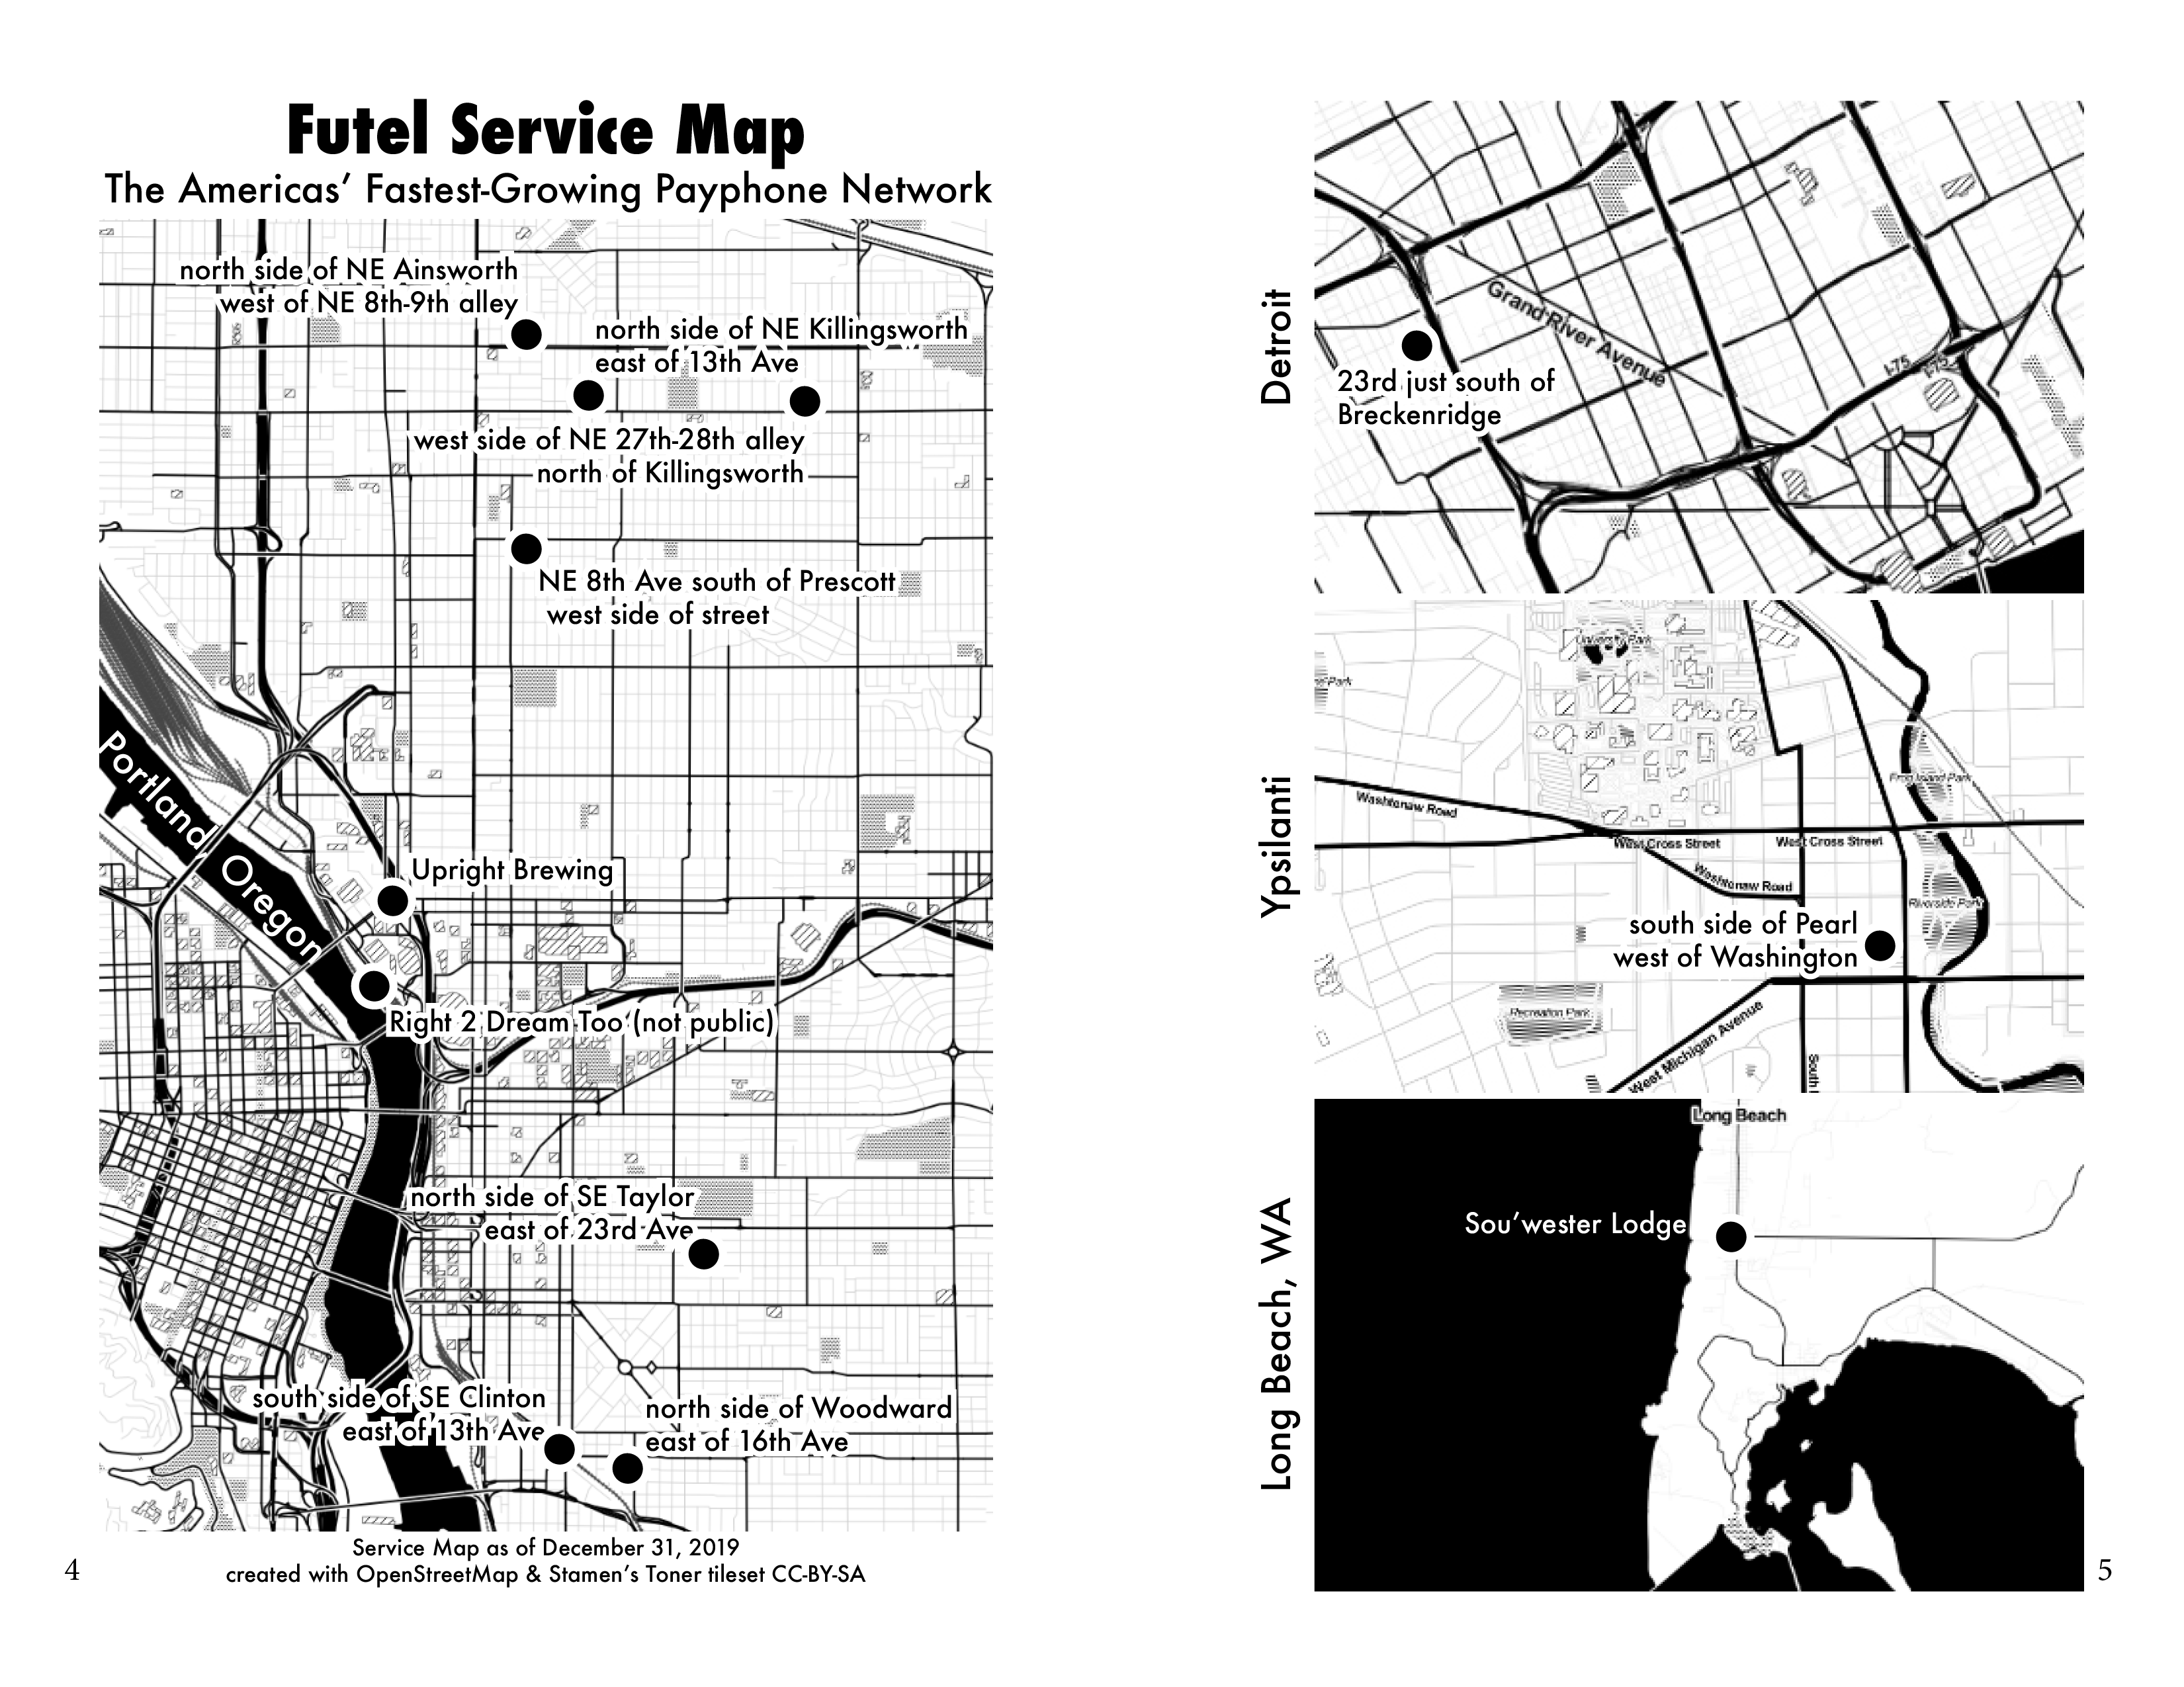 Futel Service Map
The Americas’ Fastest-Growing Payphone Network
north side of NE Ainsworth
west of NE 8th-9th alley
north side of NE Killingsworth
east of 13th Ave
west side of NE 27th-28th alley
north of Killingsworth
NE 8th Ave south of Prescott
west side of street
Portland Oregon
Upright Brewing
Right 2 Dream Too (not public)
north side of SE Taylor
east of 23rd Ave
south side of SE Clinton
east of 13th Ave
north side of Woodward
east of 16th Ave
Service Map as of December 31, 2019
created with OpenStreetMap & Stamen’s Toner tileset CC-BY-SA
4
Detroit
Grand River Avenue
I-75
I-75
23rd just south of
Breckenridge
Ypsilanti
University Park
Park
Frog Island Park
Washtenaw Road
West Cross Street
West Cross Street
Washtenaw Road
Riverside Park
south side of Pearl
west of Washington
Recreation Park
West Michigan Avenue
South
Long Beach, WA
Long Beach
Sou’wester Lodge
5